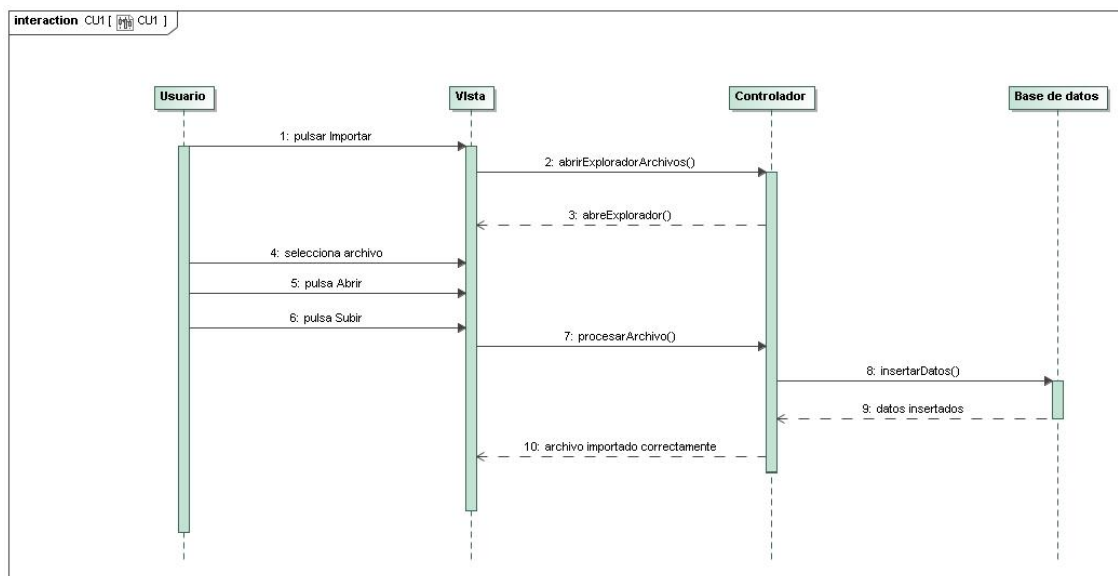 interaction CU1 [ CU1 ]
Usuario
VIsta
Controlador
Base de datos
1: pulsar Importar
2: abrirExploradorArchivos()
3: abreExplorador()
4: selecciona archivo
5: pulsa Abrir
6: pulsa Subir
7: procesarArchivo()
8: insertarDatos()
9: datos insertados
10: archivo importado correctamente